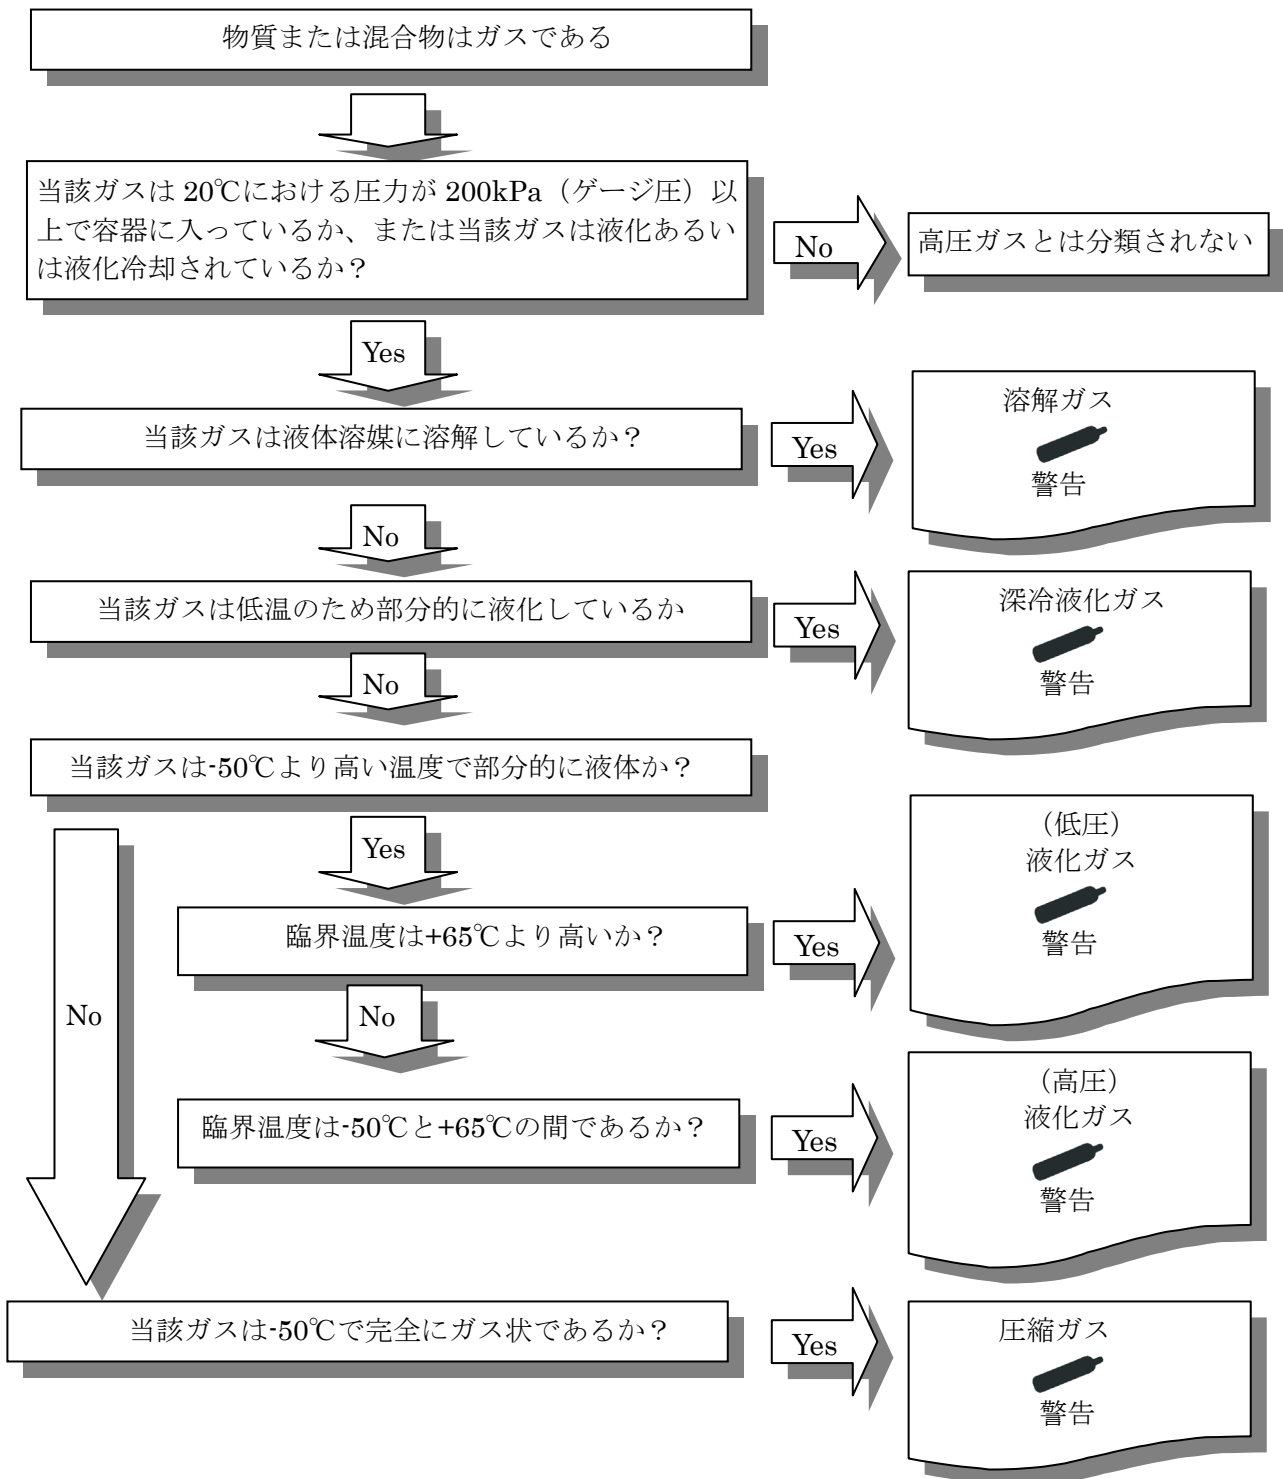 物質または混合物はガスである
当該ガスは 20℃における圧力が 200kPa（ゲージ圧）以
上で容器に入っているか、または当該ガスは液化あるい
は液化冷却されているか？
No
高圧ガスとは分類されない
Yes
当該ガスは液体溶媒に溶解しているか？
Yes
溶解ガス
警告
No
当該ガスは低温のため部分的に液化しているか
Yes
深冷液化ガス
警告
No
当該ガスは-50℃より高い温度で部分的に液体か？
Yes
臨界温度は+65℃より高いか？
Yes
（低圧）
液化ガス
警告
No
No
臨界温度は-50℃と+65℃の間であるか？
Yes
（高圧）
液化ガス
警告
当該ガスは-50℃で完全にガス状であるか？
Yes
圧縮ガス
警告